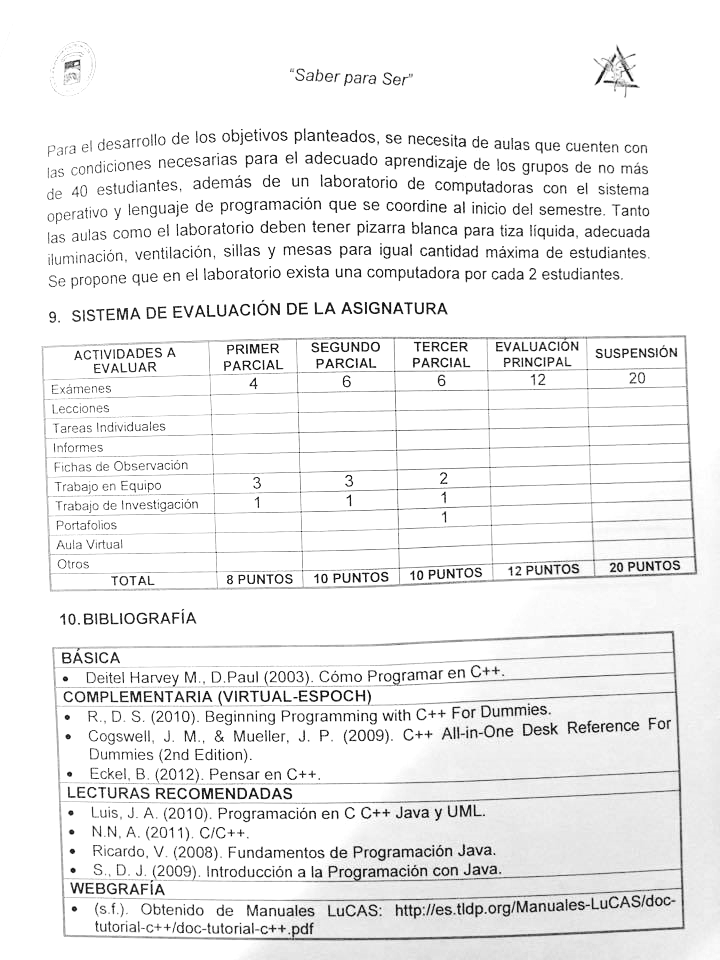 "Saber para Ser"
Para el desarrollo de los objetivos planteados, se necesita de aulas que cuenten con
las condiciones necesarias para el adecuado aprendizaje de los grupos de no más
de 40 estudiantes, además de un laboratorio de computadoras con el sistema
operativo y lenguaje de programación que se coordine al inicio del semestre. Tanto
las aulas como el laboratorio deben tener pizarra blanca para tiza líquida, adecuada
iluminación, ventilación, sillas y mesas para igual cantidad máxima de estudiantes.
Se propone que en el laboratorio exista una computadora por cada 2 estudiantes.
9. SISTEMA DE EVALUACIÓN DE LA ASIGNATURA
ACTIVIDADES A EVALUAR PRIMER PARCIAL SEGUNDO PARCIAL TERCER PARCIAL EVALUACIÓN PRINCIPAL SUSPENSIÓN
Exámenes 4 6 6 12 20
Lecciones
Tareas Individuales
Informes
Fichas de Observación
Trabajo en Equipo 3 3 2
Trabajo de Investigación 1 1 1
Portafolios 1
Aula Virtual
Otros
TOTAL 8 PUNTOS 10 PUNTOS 10 PUNTOS 12 PUNTOS 20 PUNTOS
10. BIBLIOGRAFÍA
BÁSICA
• Deitel Harvey M., D.Paul (2003). Cómo Programar en C++.
COMPLEMENTARIA (VIRTUAL-ESPOCH)
• R., D. S. (2010). Beginning Programming with C++ For Dummies.
• Cogswell, J. M., & Mueller, J. P. (2009). C++ All-in-One Desk Reference For
Dummies (2nd Edition).
• Eckel, B. (2012). Pensar en C++.
LECTURAS RECOMENDADAS
• Luis, J. A. (2010). Programación en C C++ Java y UML.
• N.N, A. (2011). C/C++.
• Ricardo, V. (2008). Fundamentos de Programación Java.
• S., D. J. (2009). Introducción a la Programación con Java.
WEBGRAFÍA
• (s.f.). Obtenido de Manuales LuCAS: http://es.tldp.org/Manuales-LuCAS/doc-
tutorial-c++/doc-tutorial-c++.pdf